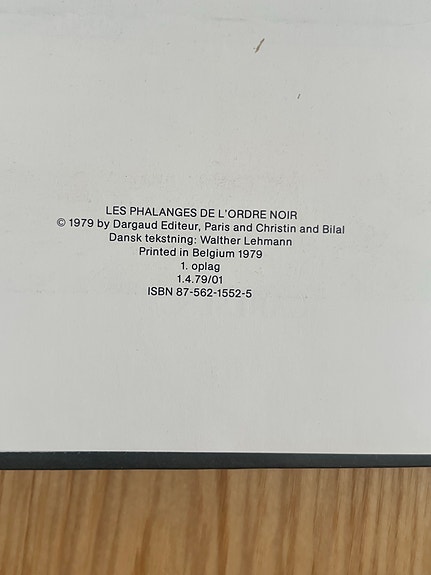 LES PHALANGES DE L'ORDRE NOIR
© 1979 by Dargaud Editeur, Paris and Christin and Bilal
Dansk tekstning: Walther Lehmann
Printed in Belgium 1979
1. oplag
1.4.79/01
ISBN 87-562-1552-5